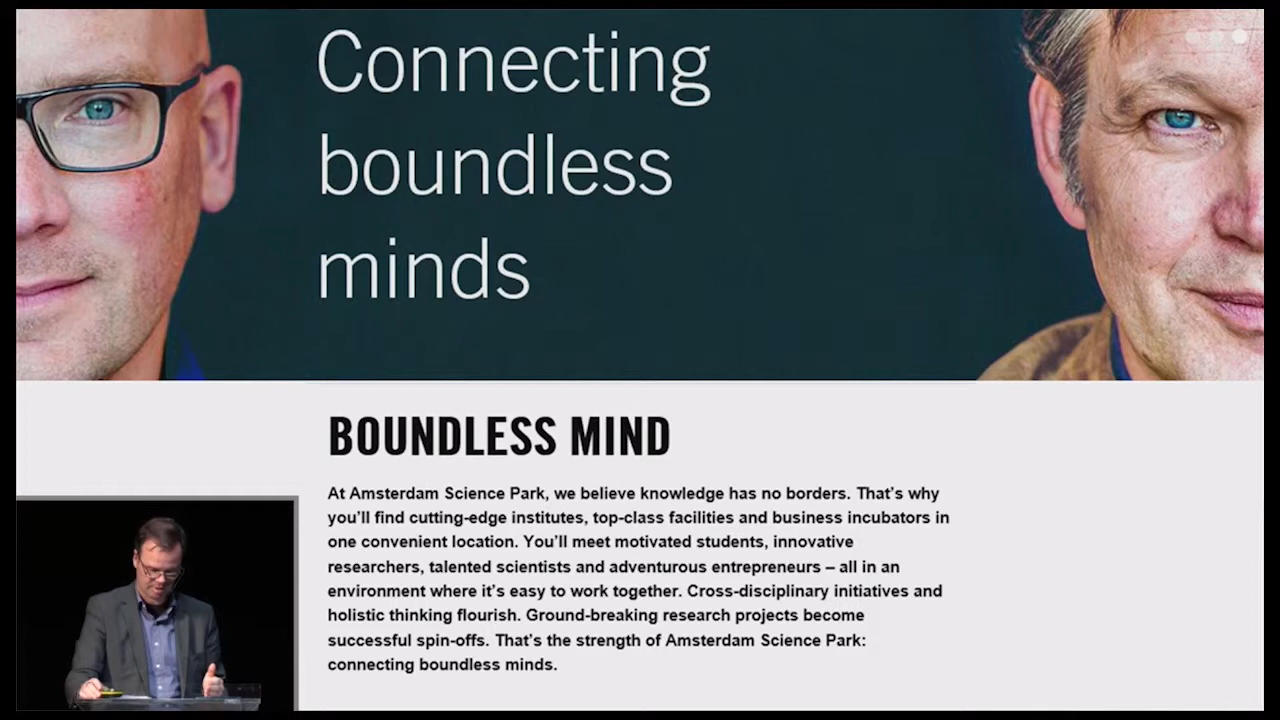 Connecting
boundless
minds
BOUNDLESS MIND
At Amsterdam Science Park, we believe knowledge has no borders. That's why
you'll find cutting-edge institutes, top-class facilities and business incubators in
one convenient location. You'll meet motivated students, innovative
researchers, talented scientists and adventurous entrepreneurs – all in an
environment where it's easy to work together. Cross-disciplinary initiatives and
holistic thinking flourish. Ground-breaking research projects become
successful spin-offs. That's the strength of Amsterdam Science Park:
connecting boundless minds.